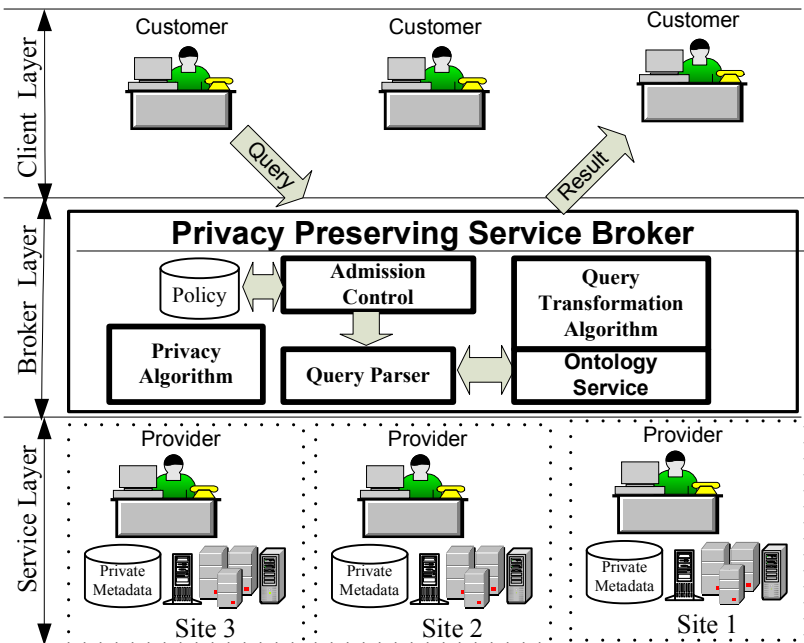 Client Layer
Customer
Customer
Customer
Query
Result
Broker Layer
Privacy Preserving Service Broker
Policy
Admission
Control
Query
Transformation
Algorithm
Privacy
Algorithm
Query Parser
Ontology
Service
Service Layer
Provider
Provider
Provider
Private
Metadata
Private
Metadata
Private
Metadata
Site 3
Site 2
Site 1